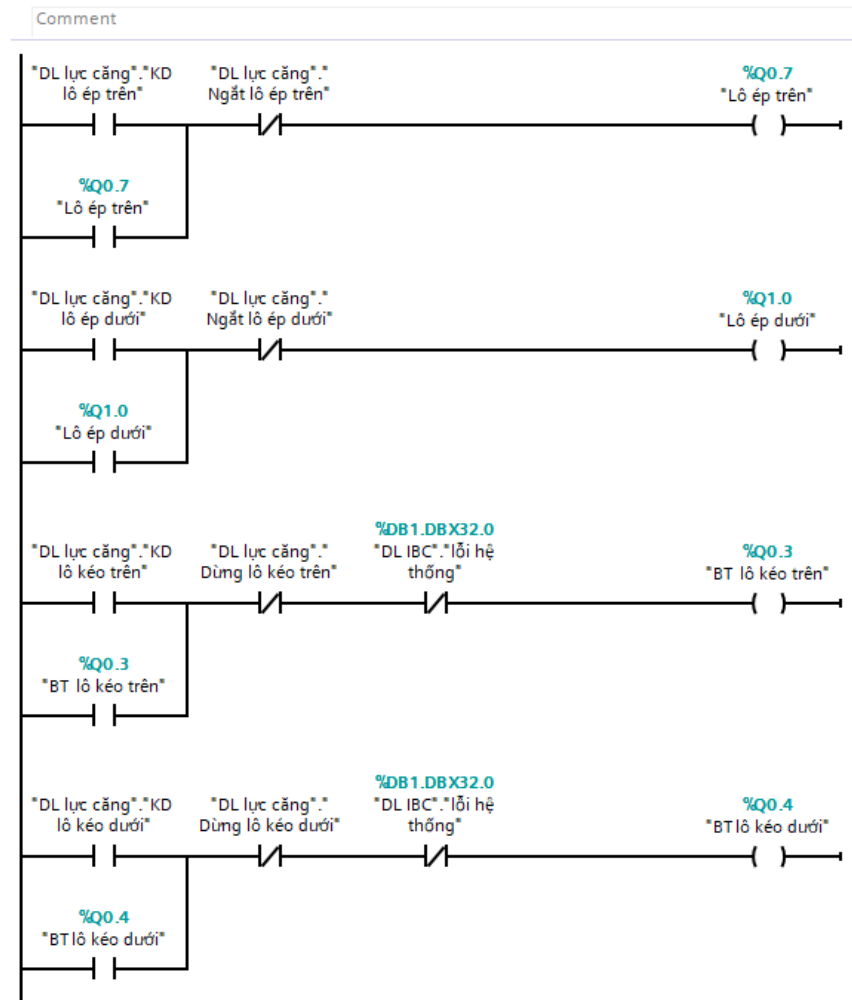 Comment
"DL lực căng"."KD
lô ép trên"
"DL lực căng"."
Ngắt lô ép trên"
%Q0.7
"Lô ép trên"
%Q0.7
"Lô ép trên"
"DL lực căng"."KD
lô ép dưới"
"DL lực căng"."
Ngắt lô ép dưới"
%Q1.0
"Lô ép dưới"
%Q1.0
"Lô ép dưới"
"DL lực căng"."KD
lô kéo trên"
"DL lực căng"."
Dừng lô kéo trên"
%DB1.DBX32.0
"DL IBC"."lỗi hệ
thống"
%Q0.3
"BT lô kéo trên"
%Q0.3
"BT lô kéo trên"
"DL lực căng"."KD
lô kéo dưới"
"DL lực căng"."
Dừng lô kéo dưới"
%DB1.DBX32.0
"DL IBC"."lỗi hệ
thống"
%Q0.4
"BT lô kéo dưới"
%Q0.4
"BT lô kéo dưới"